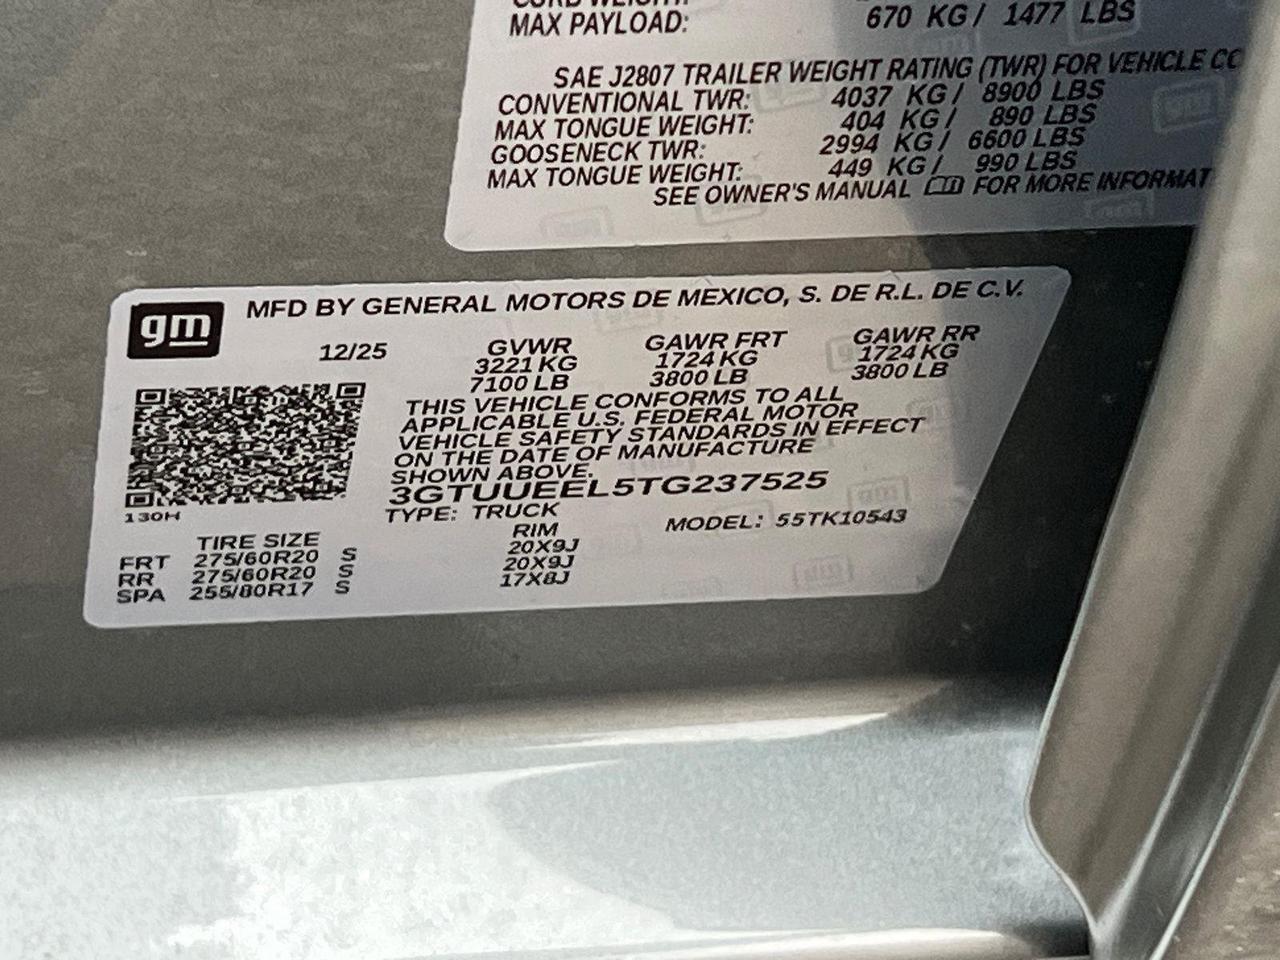 MAX PAYLOAD: 670 KG / 1477 LBS
SAE J2807 TRAILER WEIGHT RATING (TWR) FOR VEHICLE
CONVENTIONAL TWR: 4037 KG / 8900 LBS
MAX TONGUE WEIGHT: 404 KG / 890 LBS
GOOSENECK TWR: 2994 KG / 6600 LBS
MAX TONGUE WEIGHT: 449 KG / 990 LBS
SEE OWNER'S MANUAL FOR MORE INFORMAT
gm
MFD BY GENERAL MOTORS DE MEXICO, S. DE R.L. DE C.V.
12/25 GVWR GAWR FRT GAWR RR
3221 KG 1724 KG 1724 KG
7100 LB 3800 LB 3800 LB
THIS VEHICLE CONFORMS TO ALL
APPLICABLE U.S. FEDERAL MOTOR
VEHICLE SAFETY STANDARDS IN EFFECT
ON THE DATE OF MANUFACTURE
SHOWN ABOVE.
3GTUUEEL5TG237525
130H
TYPE: TRUCK MODEL: 55TK10543
TIRE SIZE RIM
FRT 275/60R20 S 20X9J
RR 275/60R20 S 20X9J
SPA 255/80R17 S 17X8J